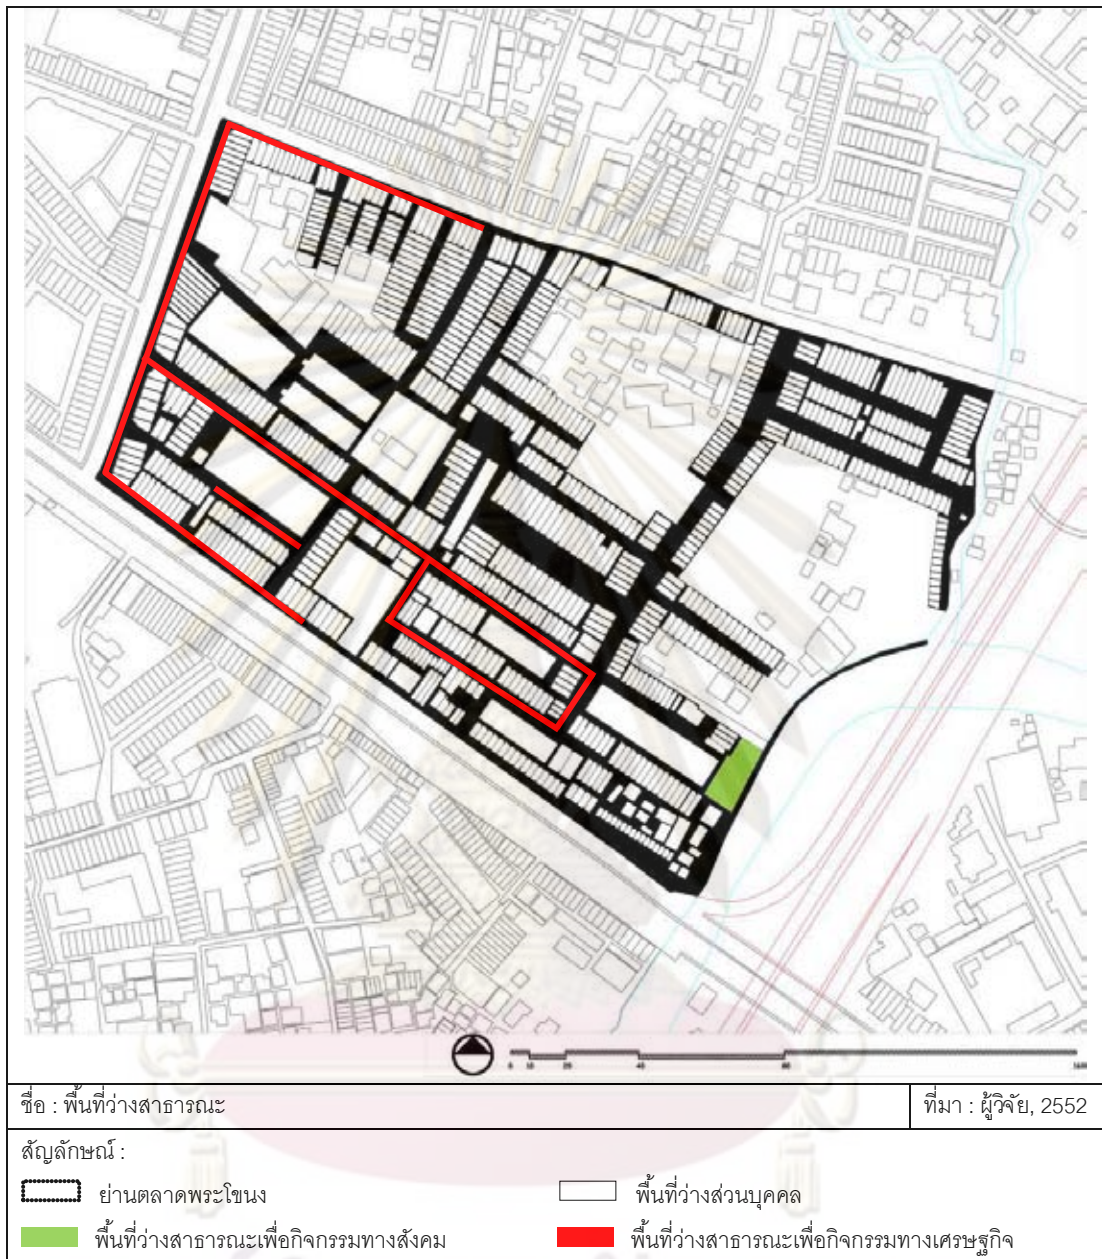 0 10 20 40 80 160
ชื่อ : พื้นที่ว่างสาธารณะ ที่มา : ผู้วิจัย, 2552
สัญลักษณ์ :
ย่านตลาดพระโขนง พื้นที่ว่างส่วนบุคคล
พื้นที่ว่างสาธารณะเพื่อกิจกรรมทางสังคม พื้นที่ว่างสาธารณะเพื่อกิจกรรมทางเศรษฐกิจ